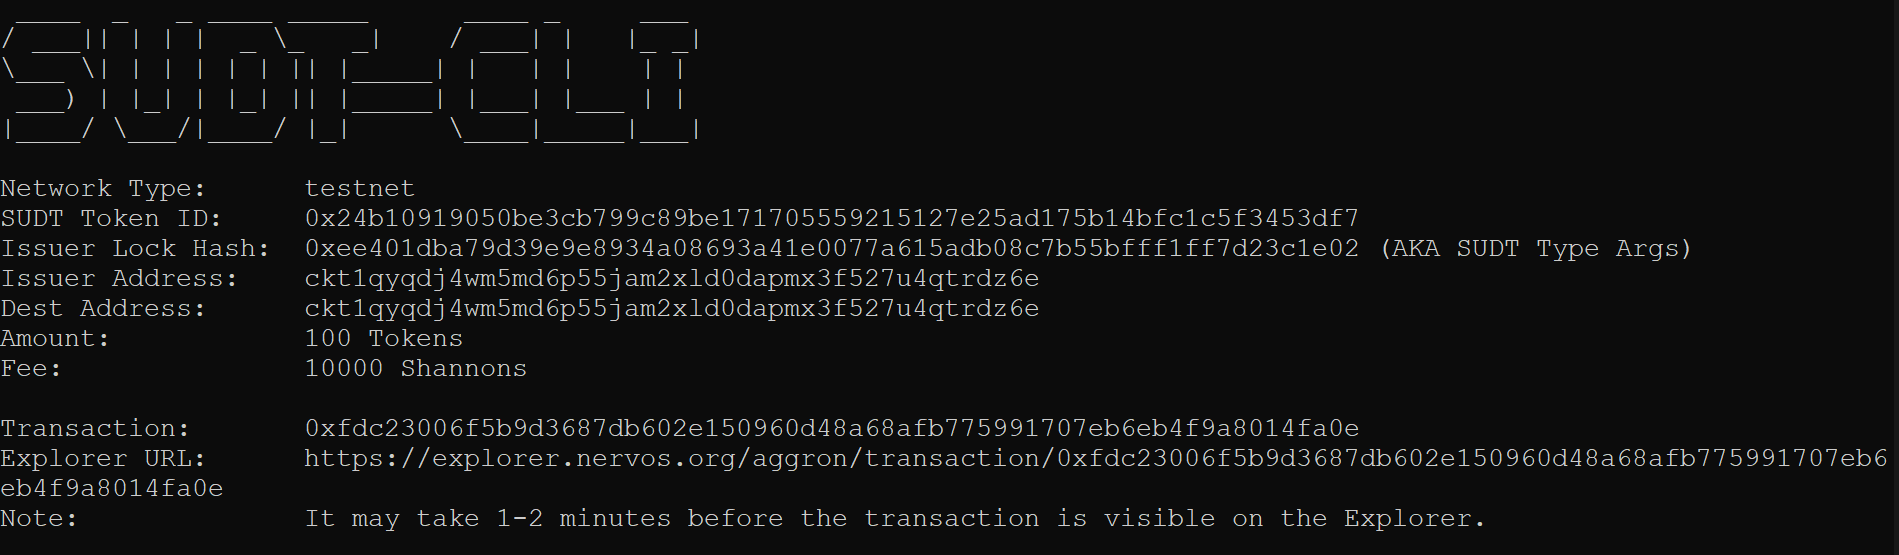 SUDT-CLI
Network Type: testnet
SUDT Token ID: 0x24b10919050be3cb799c89be171705559215127e25ad175b14bfc1c5f3453df7
Issuer Lock Hash: 0xee401dba79d39e9e8934a08693a41e0077a615adb08c7b55bfff1ff7d23c1e02 (AKA SUDT Type Args)
Issuer Address: ckt1qyqdj4wm5md6p55jam2xld0dapmx3f527u4qtrdz6e
Dest Address: ckt1qyqdj4wm5md6p55jam2xld0dapmx3f527u4qtrdz6e
Amount: 100 Tokens
Fee: 10000 Shannons
Transaction: 0xfdc23006f5b9d3687db602e150960d48a68afb775991707eb6eb4f9a8014fa0e
Explorer URL: https://explorer.nervos.org/aggron/transaction/0xfdc23006f5b9d3687db602e150960d48a68afb775991707eb6
eb4f9a8014fa0e
Note: It may take 1-2 minutes before the transaction is visible on the Explorer.